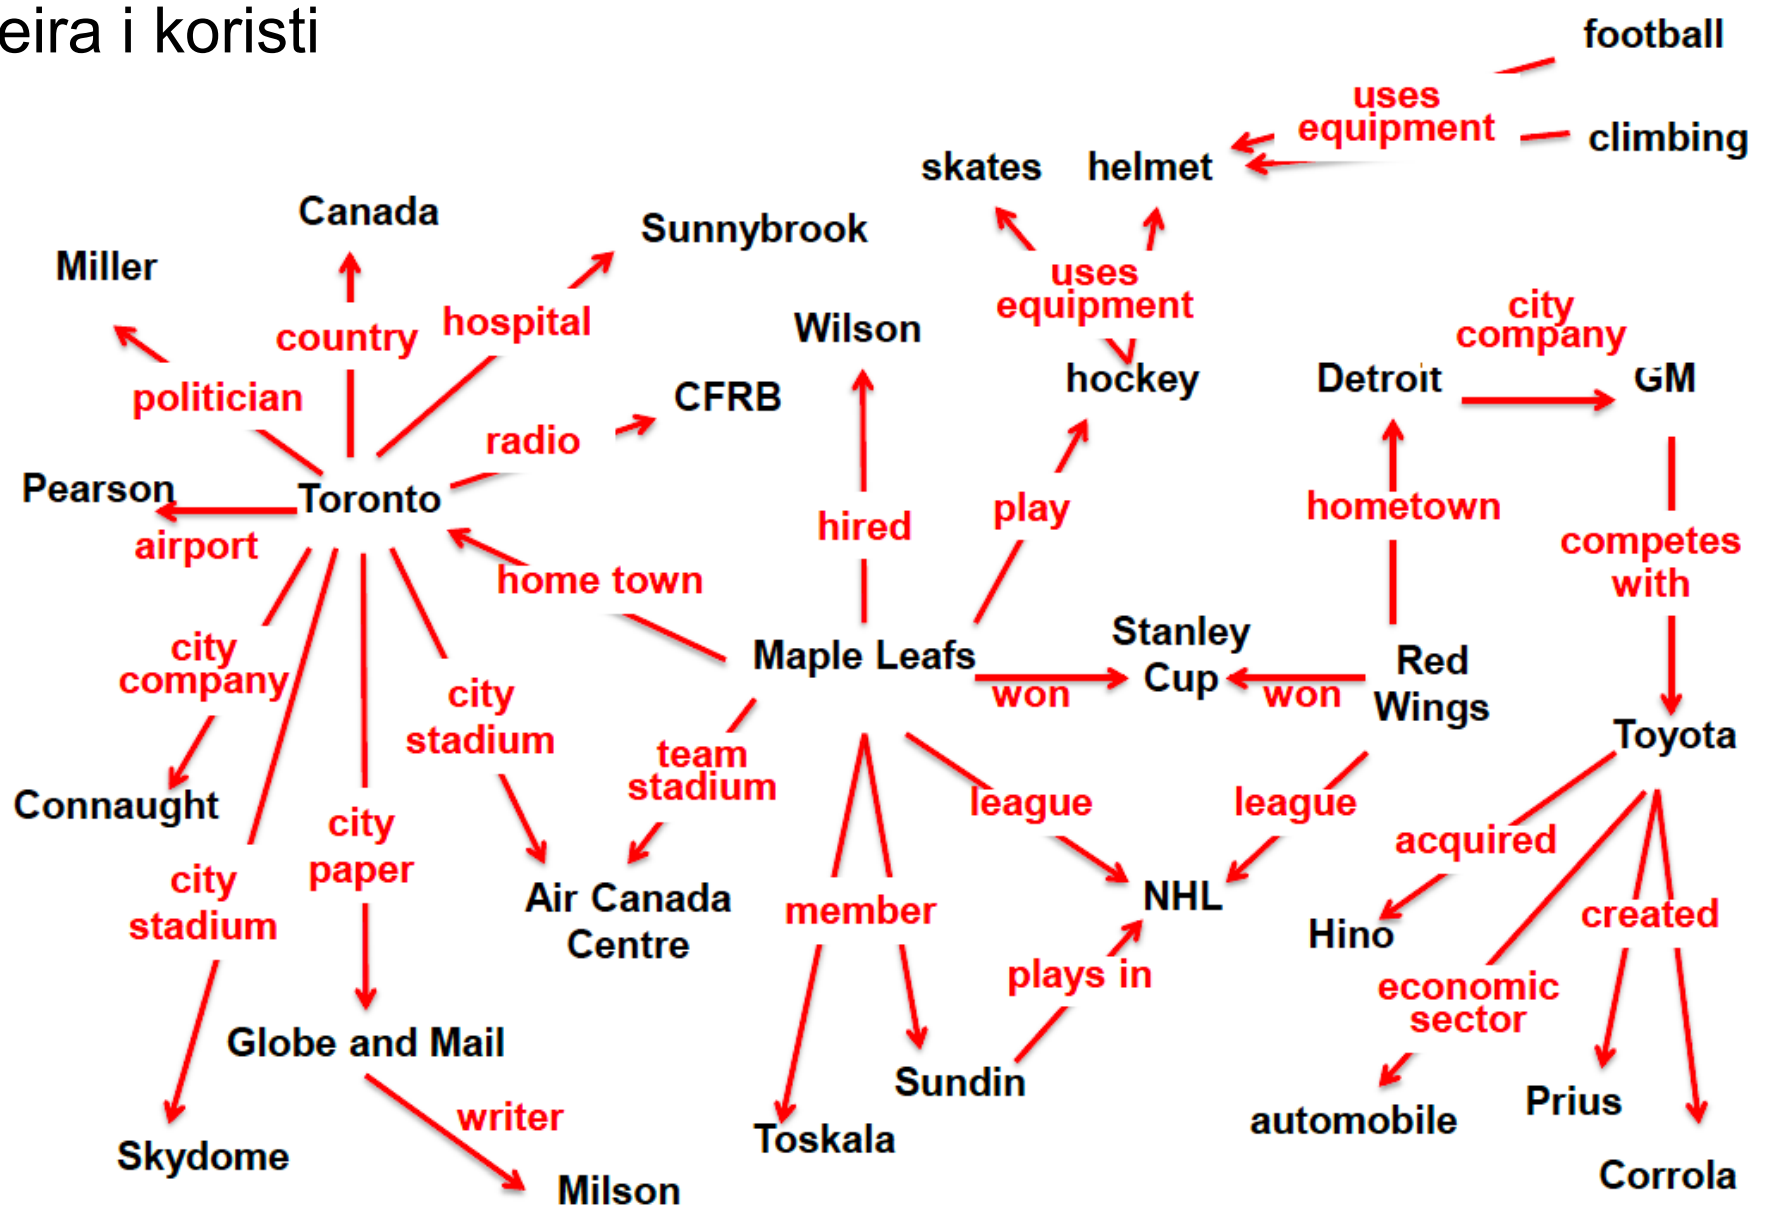 eira i koristi
football
uses
equipment
climbing
skates
helmet
Canada
Sunnybrook
Miller
uses
equipment
city
company
country
hospital
Wilson
hockey
Detroit
GM
politician
CFRB
radio
Pearson
Toronto
airport
hired
play
hometown
competes
with
home town
Maple Leafs
Stanley
Cup
won
won
Red
Wings
city
company
city
stadium
team
stadium
Toyota
Connaught
league
league
city
paper
acquired
city
stadium
Air Canada
Centre
member
NHL
Hino
created
plays in
economic
sector
Globe and Mail
Sundin
Prius
automobile
writer
Toskala
Skydome
Milson
Corrola